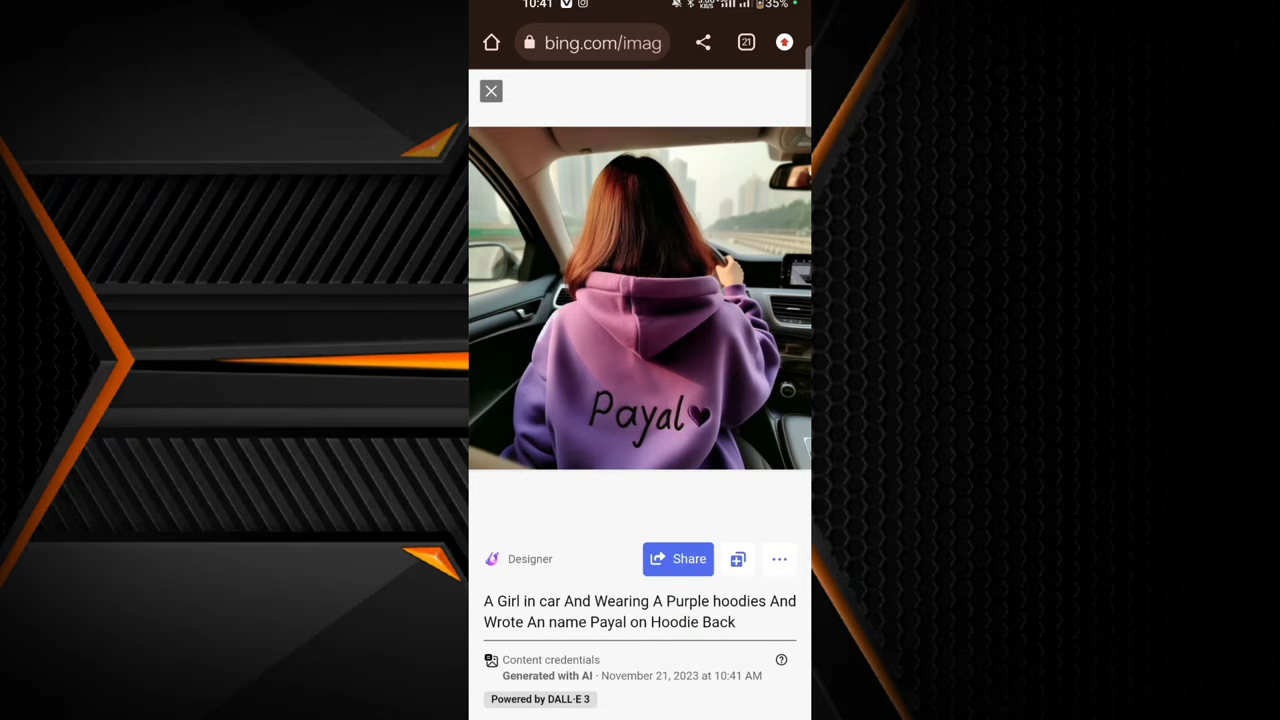 10:41
35%
bing.com/imag
21
Payal
Designer
Share
A Girl in car And Wearing A Purple hoodies And
Wrote An name Payal on Hoodie Back
Content credentials
Generated with AI · November 21, 2023 at 10:41 AM
Powered by DALL·E 3